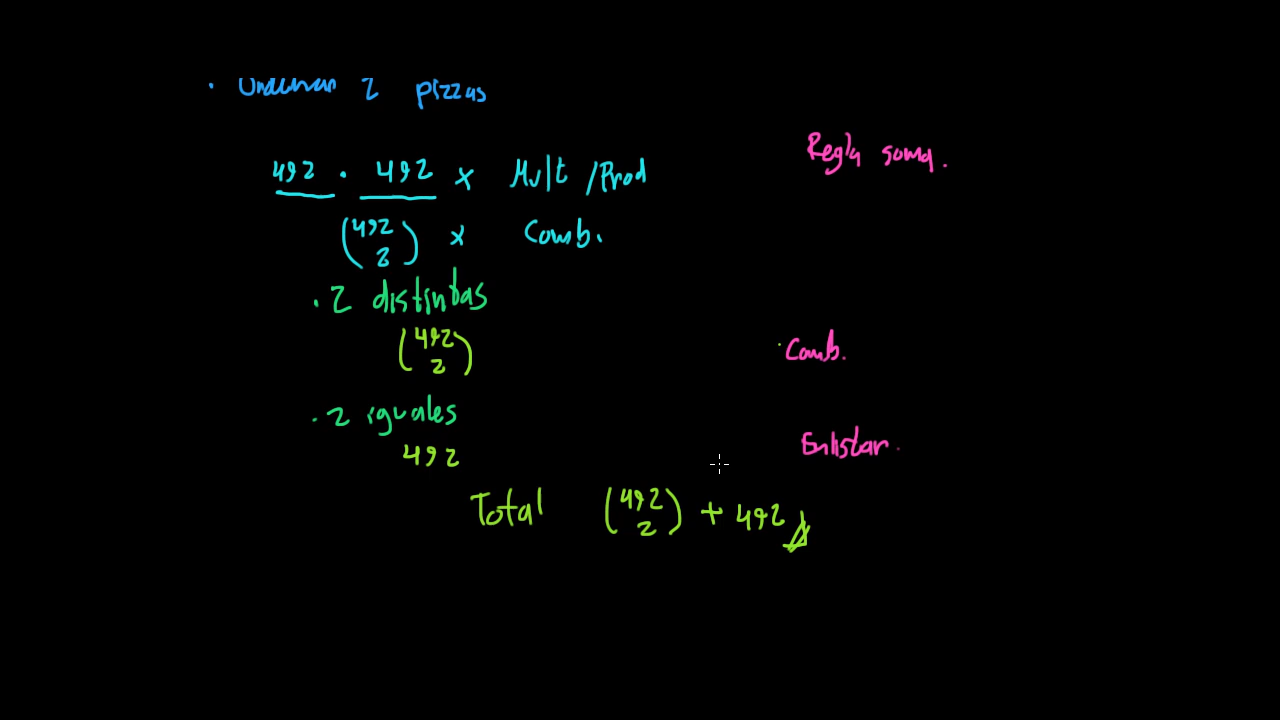 2 pizzas
492 · 492 x Mult/Prod
Regla suma.
(492 2) x Comb.
· 2 distintas
(492 2)
· Comb.
· 2 iguales
Enlistar.
492
Total (492 2) + 492